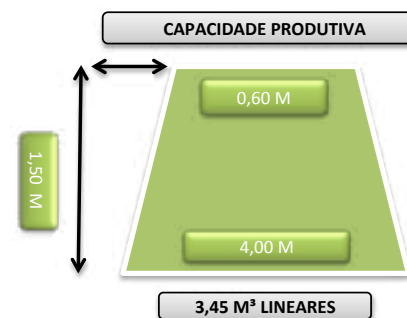 CAPACIDADE PRODUTIVA
0,60 M
1,50 M
4,00 M
3,45 M³ LINEARES